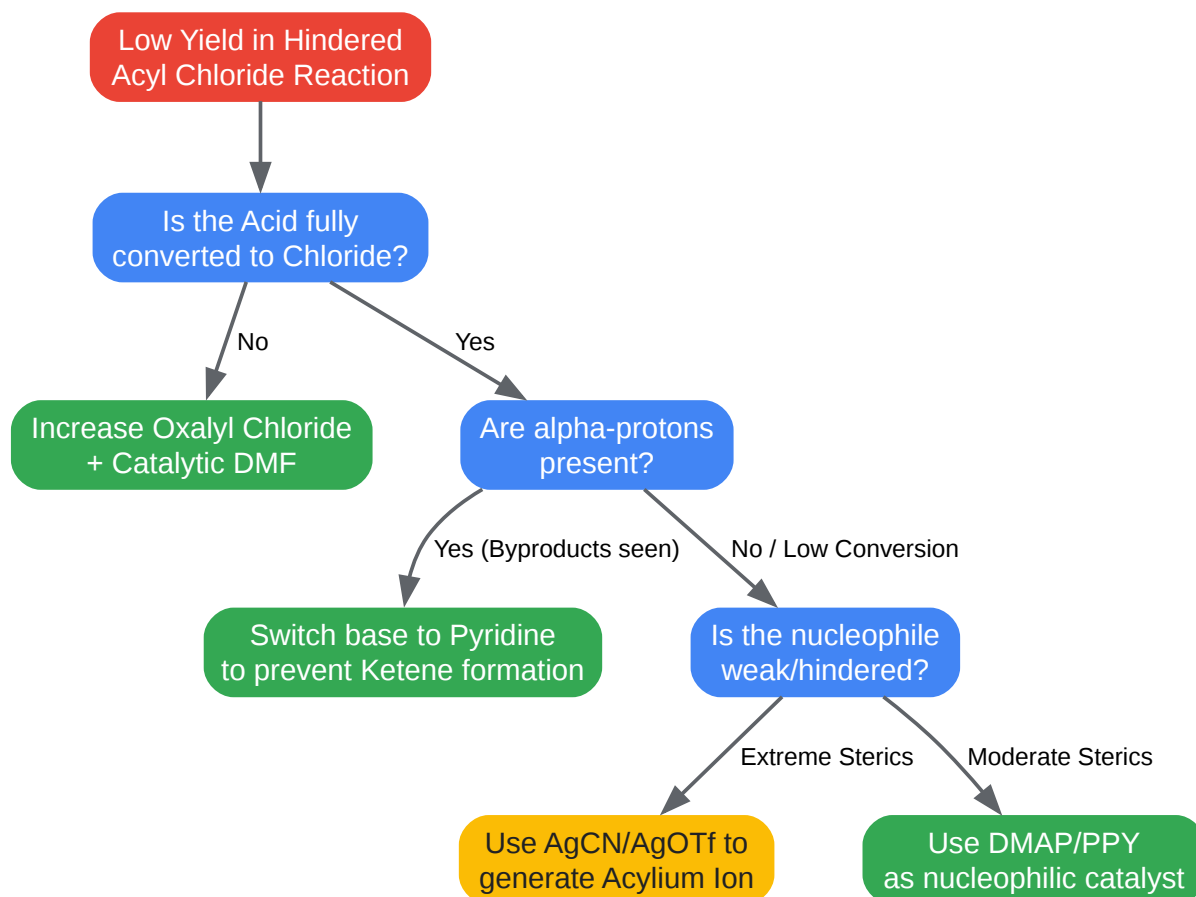 Low Yield in Hindered
Acyl Chloride Reaction
Is the Acid fully
converted to Chloride?
No
Yes
Increase Oxalyl Chloride
+ Catalytic DMF
Are alpha-protons
present?
Yes (Byproducts seen)
No / Low Conversion
Switch base to Pyridine
to prevent Ketene formation
Is the nucleophile
weak/hindered?
Extreme Sterics
Moderate Sterics
Use AgCN/AgOTf to
generate Acylium Ion
Use DMAP/PPY
as nucleophilic catalyst